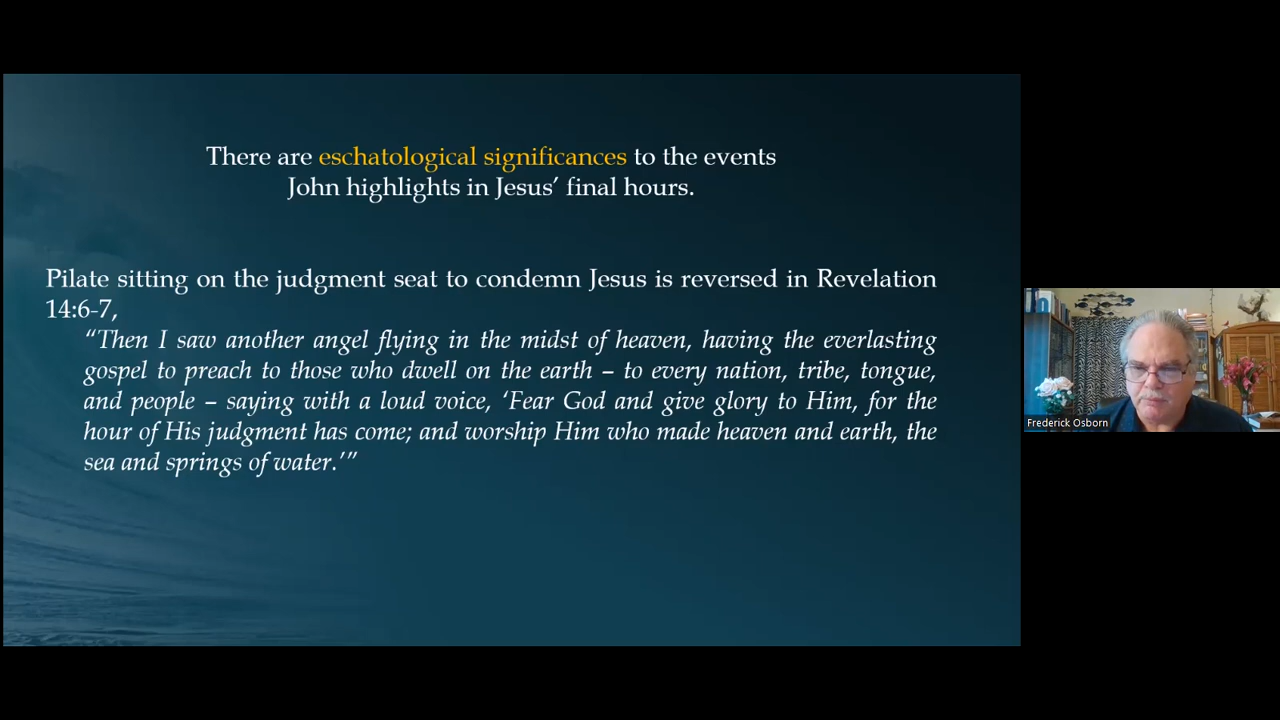 There are eschatological significances to the events
John highlights in Jesus’ final hours.
Pilate sitting on the judgment seat to condemn Jesus is reversed in Revelation
14:6-7,
“Then I saw another angel flying in the midst of heaven, having the everlasting
gospel to preach to those who dwell on the earth – to every nation, tribe, tongue,
and people – saying with a loud voice, ‘Fear God and give glory to Him, for the
hour of His judgment has come; and worship Him who made heaven and earth, the
sea and springs of water.’”
Frederick Osborn